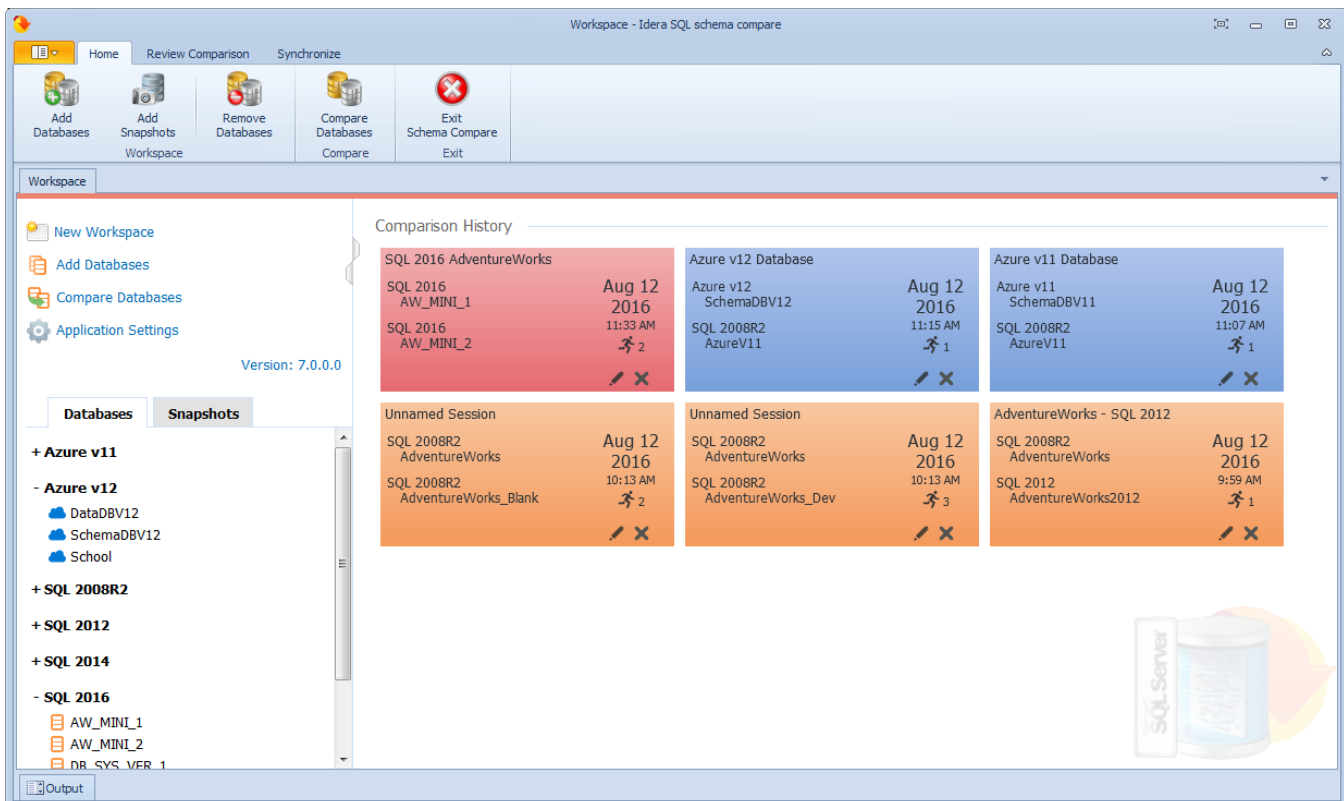 Workspace - Idera SQL schema compare
Home Review Comparison Synchronize
Add Databases
Add Snapshots
Remove Databases
Compare Databases
Exit Schema Compare
Workspace
Compare
Exit
Workspace
New Workspace
Add Databases
Compare Databases
Application Settings
Version: 7.0.0.0
Databases Snapshots
+ Azure v11
- Azure v12
DataDBV12
SchemaDBV12
School
+ SQL 2008R2
+ SQL 2012
+ SQL 2014
- SQL 2016
AW_MINI_1
AW_MINI_2
DB_SYS_VER_1
Comparison History
SQL 2016 AdventureWorks
SQL 2016
AW_MINI_1
SQL 2016
AW_MINI_2
Aug 12
2016
11:33 AM
2
Azure v12 Database
Azure v12
SchemaDBV12
SQL 2008R2
AzureV11
Aug 12
2016
11:15 AM
1
Azure v11 Database
Azure v11
SchemaDBV11
SQL 2008R2
AzureV11
Aug 12
2016
11:07 AM
1
Unnamed Session
SQL 2008R2
AdventureWorks
SQL 2008R2
AdventureWorks_Blank
Aug 12
2016
10:13 AM
2
Unnamed Session
SQL 2008R2
AdventureWorks
SQL 2008R2
AdventureWorks_Dev
Aug 12
2016
10:13 AM
3
AdventureWorks - SQL 2012
SQL 2008R2
AdventureWorks
SQL 2012
AdventureWorks2012
Aug 12
2016
9:59 AM
1
SQL Server
Output